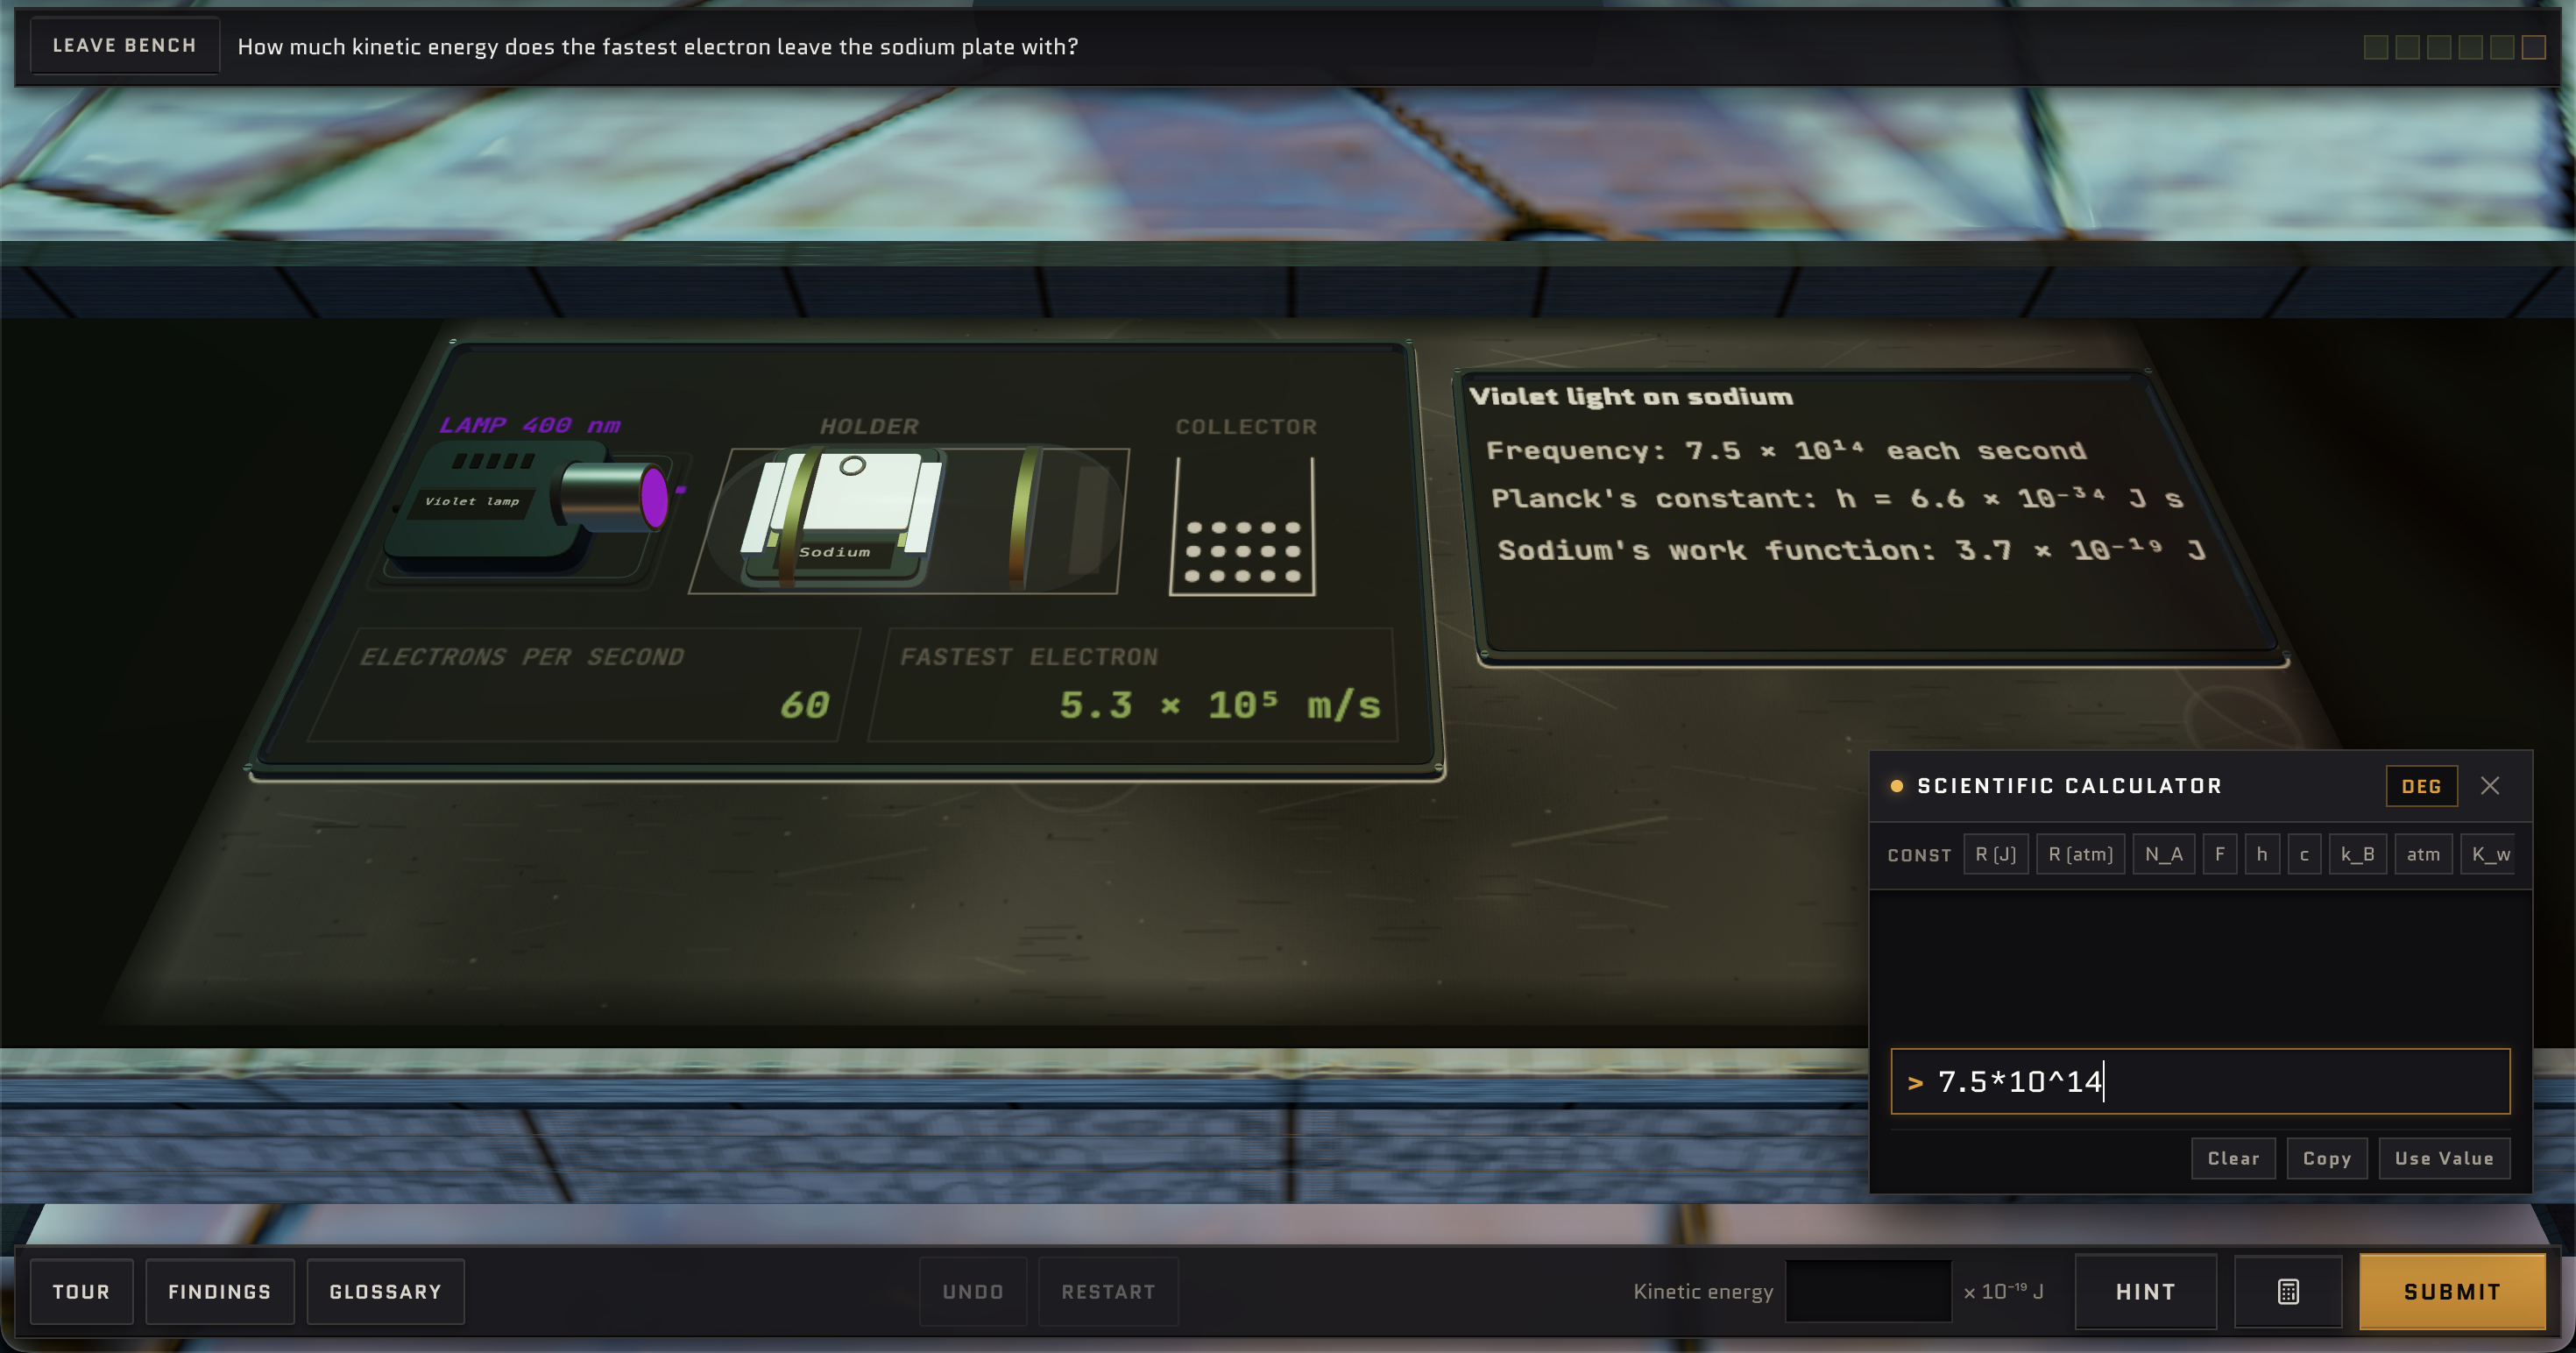 LEAVE BENCH
How much kinetic energy does the fastest electron leave the sodium plate with?
LAMP 400 nm
HOLDER
COLLECTOR
Violet lamp
Sodium
ELECTRONS PER SECOND
60
FASTEST ELECTRON
5.3 × 10⁵ m/s
Violet light on sodium
Frequency: 7.5 × 10¹⁴ each second
Planck's constant: h = 6.6 × 10⁻³⁴ J s
Sodium's work function: 3.7 × 10⁻¹⁹ J
SCIENTIFIC CALCULATOR
DEG
CONST R (J) R (atm) N_A F h c k_B atm K_w
> 7.5*10^14
Clear Copy Use Value
TOUR FINDINGS GLOSSARY UNDO RESTART Kinetic energy × 10⁻¹⁹ J HINT SUBMIT